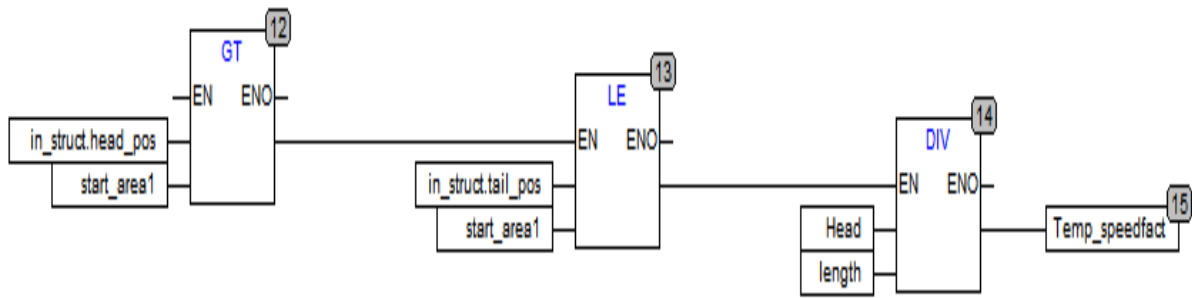 12
GT
EN ENO
in_struct.head_pos
start_area1
13
LE
EN ENO
in_struct.tail_pos
start_area1
14
DIV
EN ENO
Head
length
15
Temp_speedfact